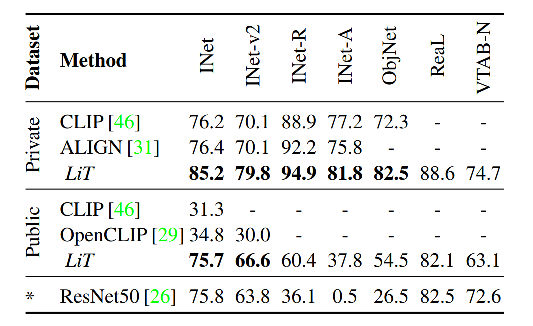 Dataset Method INet INet-v2 INet-R INet-A ObjNet ReaL VTAB-N
Private
CLIP [46] 76.2 70.1 88.9 77.2 72.3 - -
ALIGN [31] 76.4 70.1 92.2 75.8 - - -
LiT 85.2 79.8 94.9 81.8 82.5 88.6 74.7
Public
CLIP [46] 31.3 - - - - - -
OpenCLIP [29] 34.8 30.0 - - - - -
LiT 75.7 66.6 60.4 37.8 54.5 82.1 63.1
* ResNet50 [26] 75.8 63.8 36.1 0.5 26.5 82.5 72.6